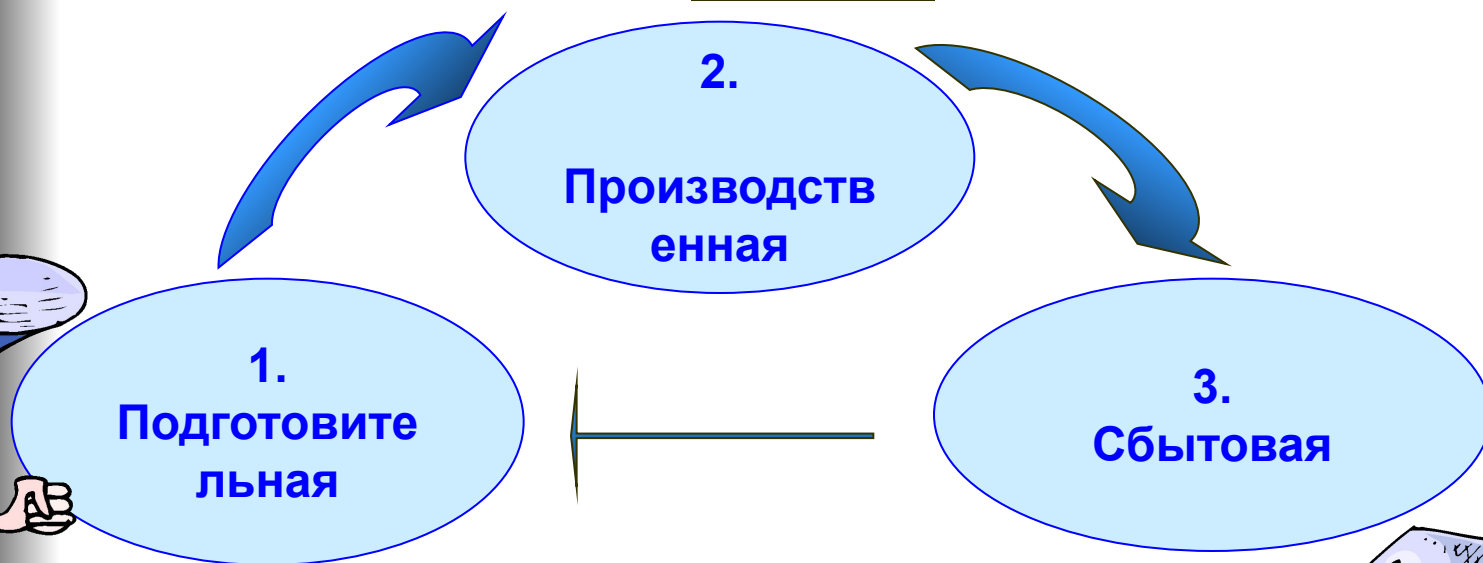 1.
Подготовите
льная
2.
Производств
енная
3.
Сбытовая